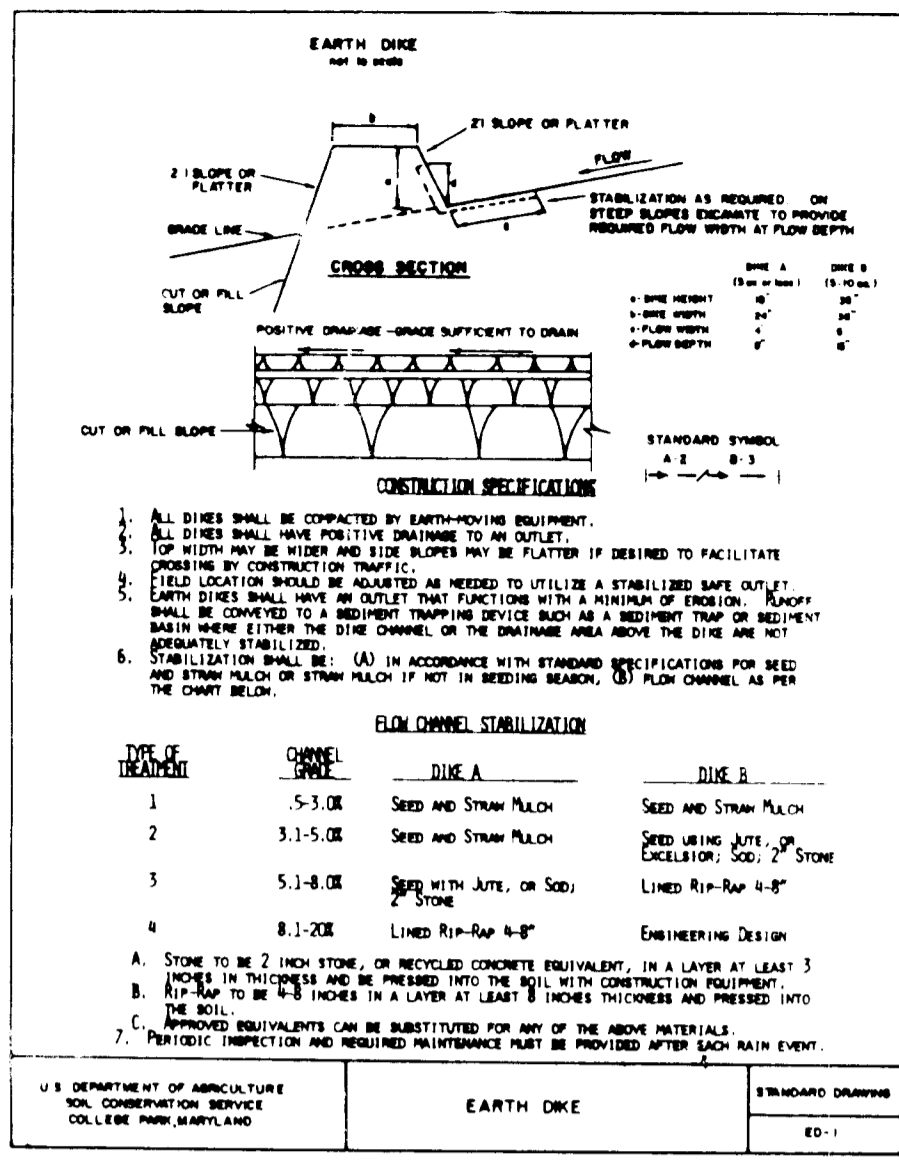 EARTH DIKE
not to scale
b
2:1 SLOPE OR FLATTER
FLOW
2:1 SLOPE OR
FLATTER
a
d
STABILIZATION AS REQUIRED. ON
STEEP SLOPES EXCAVATE TO PROVIDE
REQUIRED FLOW WIDTH AT FLOW DEPTH
GRADE LINE
CROSS SECTION
CUT OR FILL
SLOPE
DIKE A DIKE B
(5 ac or less) (5-10 ac.)
a-DIKE HEIGHT 18" 36"
b-DIKE WIDTH 24" 36"
c-FLOW WIDTH 4' 6'
d-FLOW DEPTH 8" 15"
POSITIVE DRAINAGE-GRADE SUFFICIENT TO DRAIN
CUT OR FILL SLOPE
STANDARD SYMBOL
A-2 B-3
CONSTRUCTION SPECIFICATIONS
1. ALL DIKES SHALL BE COMPACTED BY EARTH-MOVING EQUIPMENT.
2. ALL DIKES SHALL HAVE POSITIVE DRAINAGE TO AN OUTLET.
3. TOP WIDTH MAY BE WIDER AND SIDE SLOPES MAY BE FLATTER IF DESIRED TO FACILITATE
CROSSING BY CONSTRUCTION TRAFFIC.
4. FIELD LOCATION SHOULD BE ADJUSTED AS NEEDED TO UTILIZE A STABILIZED SAFE OUTLET.
5. EARTH DIKES SHALL HAVE AN OUTLET THAT FUNCTIONS WITH A MINIMUM OF EROSION. RUNOFF
SHALL BE CONVEYED TO A SEDIMENT TRAPPING DEVICE SUCH AS A SEDIMENT TRAP OR SEDIMENT
BASIN WHERE EITHER THE DIKE CHANNEL OR THE DRAINAGE AREA ABOVE THE DIKE ARE NOT
ADEQUATELY STABILIZED.
6. STABILIZATION SHALL BE: (A) IN ACCORDANCE WITH STANDARD SPECIFICATIONS FOR SEED
AND STRAW MULCH OR STRAW MULCH IF NOT IN SEEDING SEASON, (B) FLOW CHANNEL AS PER
THE CHART BELOW.
FLOW CHANNEL STABILIZATION
TYPE OF
TREATMENT CHANNEL
GRADE DIKE A DIKE B
1 .5-3.0% SEED AND STRAW MULCH SEED AND STRAW MULCH
2 3.1-5.0% SEED AND STRAW MULCH SEED USING JUTE, OR
EXCELSIOR; SOD; 2" STONE
3 5.1-8.0% SEED WITH JUTE, OR SOD; LINED RIP-RAP 4-8"
2" STONE
4 8.1-20% LINED RIP-RAP 4-8" ENGINEERING DESIGN
A. STONE TO BE 2 INCH STONE, OR RECYCLED CONCRETE EQUIVALENT, IN A LAYER AT LEAST 3
INCHES IN THICKNESS AND BE PRESSED INTO THE SOIL WITH CONSTRUCTION EQUIPMENT.
B. RIP-RAP TO BE 4-8 INCHES IN A LAYER AT LEAST 8 INCHES THICKNESS AND PRESSED INTO
THE SOIL.
C. APPROVED EQUIVALENTS CAN BE SUBSTITUTED FOR ANY OF THE ABOVE MATERIALS.
7. PERIODIC INSPECTION AND REQUIRED MAINTENANCE MUST BE PROVIDED AFTER EACH RAIN EVENT.
U.S. DEPARTMENT OF AGRICULTURE
SOIL CONSERVATION SERVICE
COLLEGE PARK, MARYLAND
EARTH DIKE
STANDARD DRAWING
ED-1